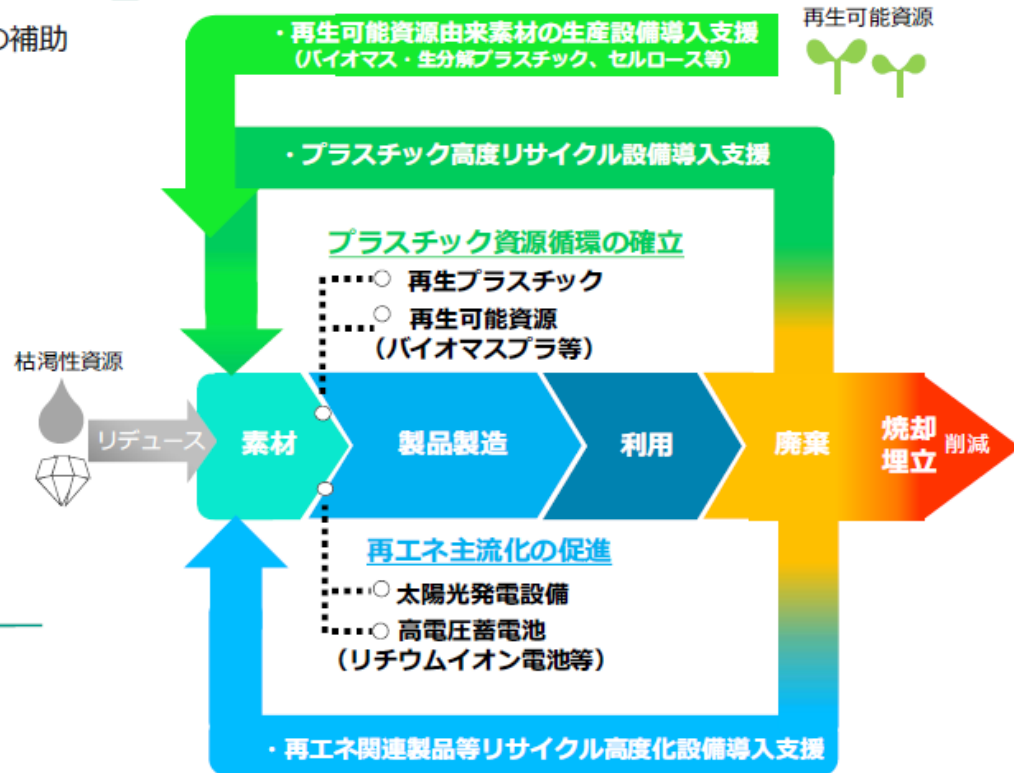 の補助
・再生可能資源由来素材の生産設備導入支援
（バイオマス・生分解プラスチック、セルロース等）
再生可能資源
・プラスチック高度リサイクル設備導入支援
プラスチック資源循環の確立
再生プラスチック
再生可能資源
（バイオマスプラ等）
枯渇性資源
リデュース
素材
製品製造
利用
廃棄
焼却
埋立
削減
再エネ主流化の促進
太陽光発電設備
高電圧蓄電池
（リチウムイオン電池等）
・再エネ関連製品等リサイクル高度化設備導入支援